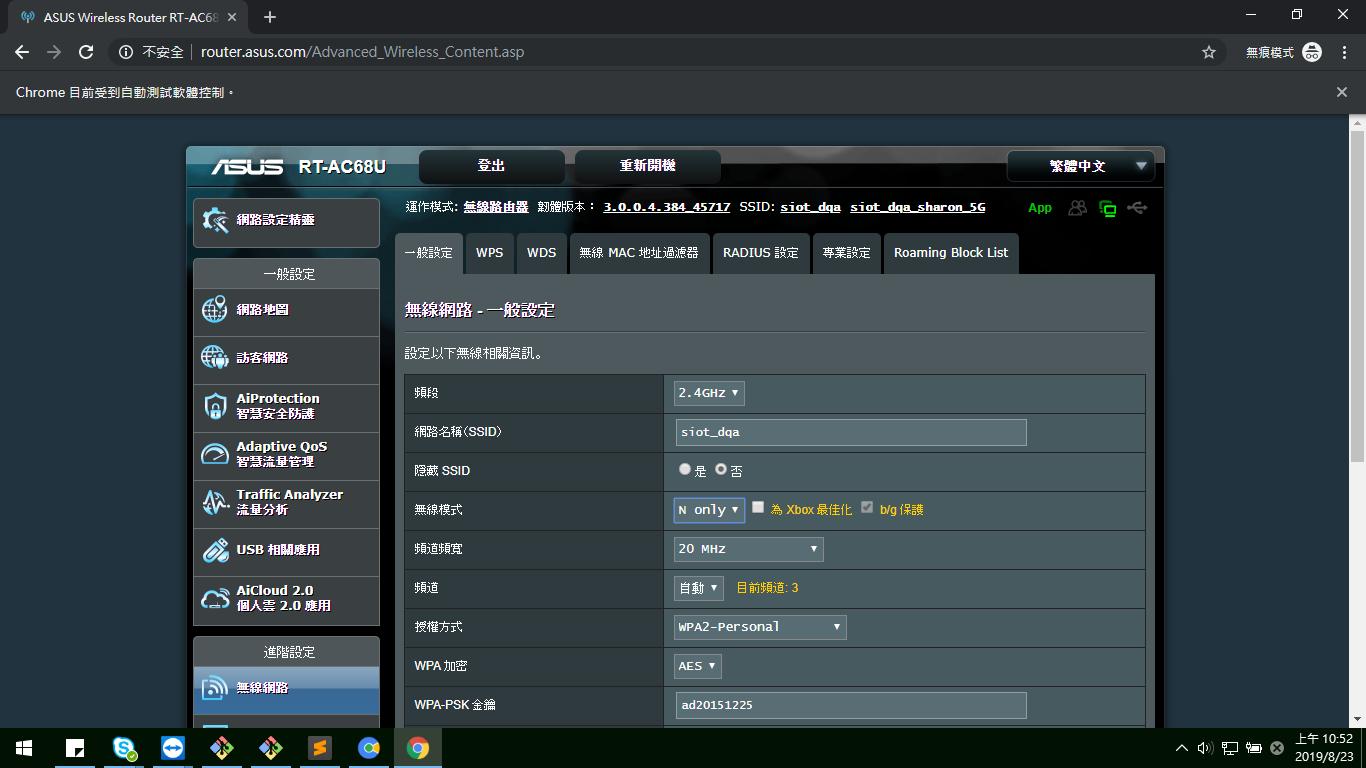 ASUS Wireless Router RT-AC68
不安全
router.asus.com/Advanced_Wireless_Content.asp
無痕模式
Chrome 目前受到自動測試軟體控制。
ASUS RT-AC68U
登出
重新開機
繁體中文
運作模式: 無線路由器 韌體版本: 3.0.0.4.384_45717 SSID: siot_dqa siot_dqa_sharon_5G
App
網路設定精靈
一般設定
網路地圖
訪客網路
AiProtection
智慧安全防護
Adaptive QoS
智慧流量管理
Traffic Analyzer
流量分析
USB 相關應用
AiCloud 2.0
個人雲 2.0 應用
進階設定
無線網路
一般設定
WPS
WDS
無線 MAC 地址過濾器
RADIUS 設定
專業設定
Roaming Block List
無線網路 - 一般設定
設定以下無線相關資訊。
頻段 2.4GHz
網路名稱(SSID) siot_dqa
隱藏 SSID 是 否
無線模式 N only 為 Xbox 最佳化 b/g 保護
頻道頻寬 20 MHz
頻道 自動 目前頻道: 3
授權方式 WPA2-Personal
WPA 加密 AES
WPA-PSK 金鑰 ad20151225
上午 10:52
2019/8/23